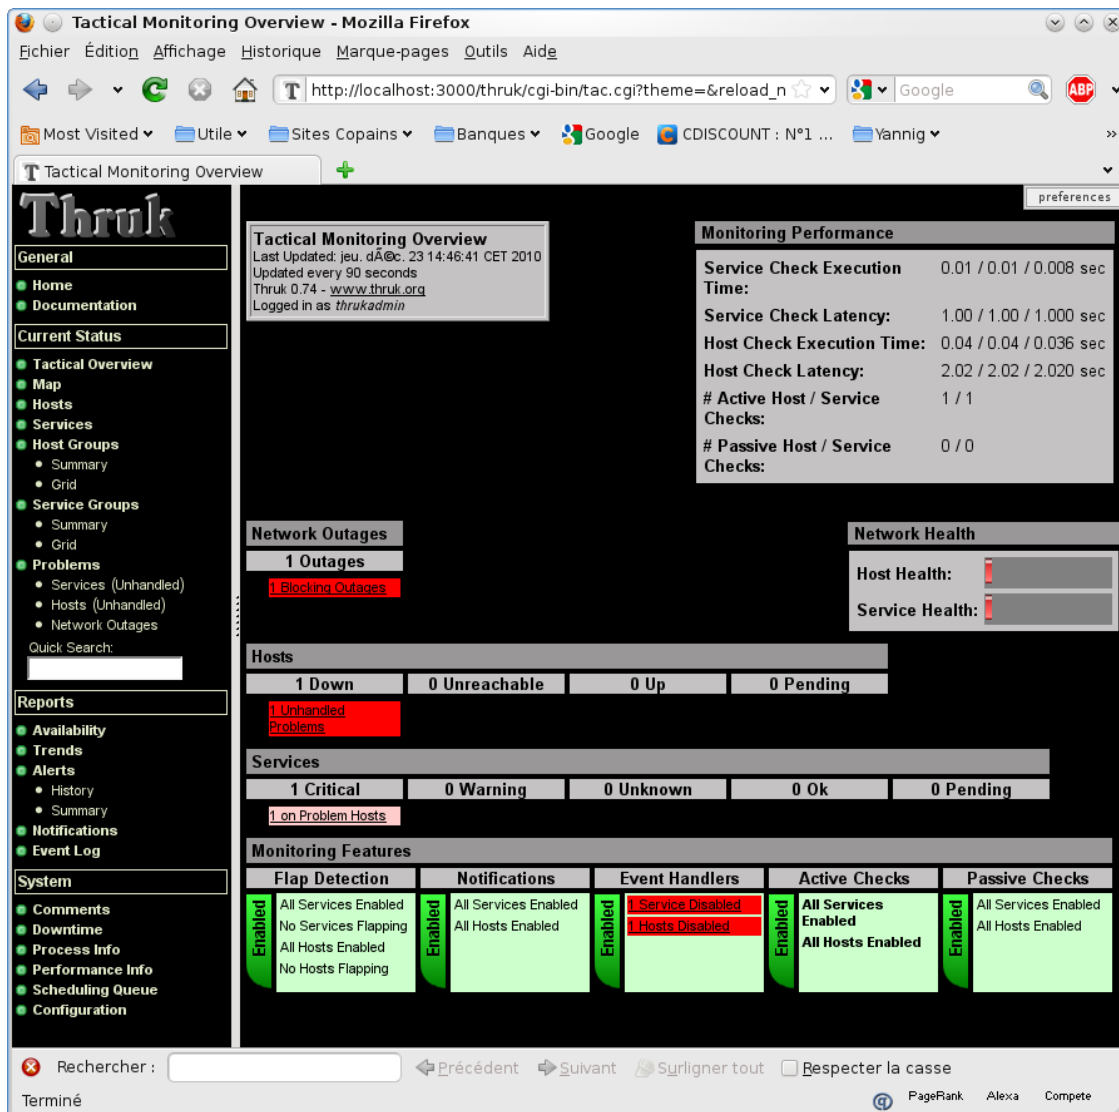 Tactical Monitoring Overview - Mozilla Firefox
Fichier Édition Affichage Historique Marque-pages Outils Aide
http://localhost:3000/thruk/cgi-bin/tac.cgi?theme=&reload_n
Google
ABP
Most Visited Utile Sites Copains Banques Google CDISCOUNT : N°1 ... Yannig »
Tactical Monitoring Overview
Thruk
General
Home
Documentation
Current Status
Tactical Overview
Map
Hosts
Services
Host Groups
Summary
Grid
Service Groups
Summary
Grid
Problems
Services (Unhandled)
Hosts (Unhandled)
Network Outages
Quick Search:
Reports
Availability
Trends
Alerts
History
Summary
Notifications
Event Log
System
Comments
Downtime
Process Info
Performance Info
Scheduling Queue
Configuration
preferences
Tactical Monitoring Overview
Last Updated: jeu. dÃ©c. 23 14:46:41 CET 2010
Updated every 90 seconds
Thruk 0.74 - www.thruk.org
Logged in as thrukadmin
Monitoring Performance
Service Check Execution 0.01 / 0.01 / 0.008 sec
Time:
Service Check Latency: 1.00 / 1.00 / 1.000 sec
Host Check Execution Time: 0.04 / 0.04 / 0.036 sec
Host Check Latency: 2.02 / 2.02 / 2.020 sec
# Active Host / Service 1 / 1
Checks:
# Passive Host / Service 0 / 0
Checks:
Network Outages
1 Outages
1 Blocking Outages
Network Health
Host Health:
Service Health:
Hosts
1 Down 0 Unreachable 0 Up 0 Pending
1 Unhandled
Problems
Services
1 Critical 0 Warning 0 Unknown 0 Ok 0 Pending
1 on Problem Hosts
Monitoring Features
Flap Detection Notifications Event Handlers Active Checks Passive Checks
Enabled
All Services Enabled
No Services Flapping
All Hosts Enabled
No Hosts Flapping
Enabled
All Services Enabled
All Hosts Enabled
Enabled
1 Service Disabled
1 Hosts Disabled
Enabled
All Services
Enabled
All Hosts Enabled
Enabled
All Services Enabled
All Hosts Enabled
Rechercher : Précédent Suivant Surligner tout Respecter la casse
Terminé PageRank Alexa Compete